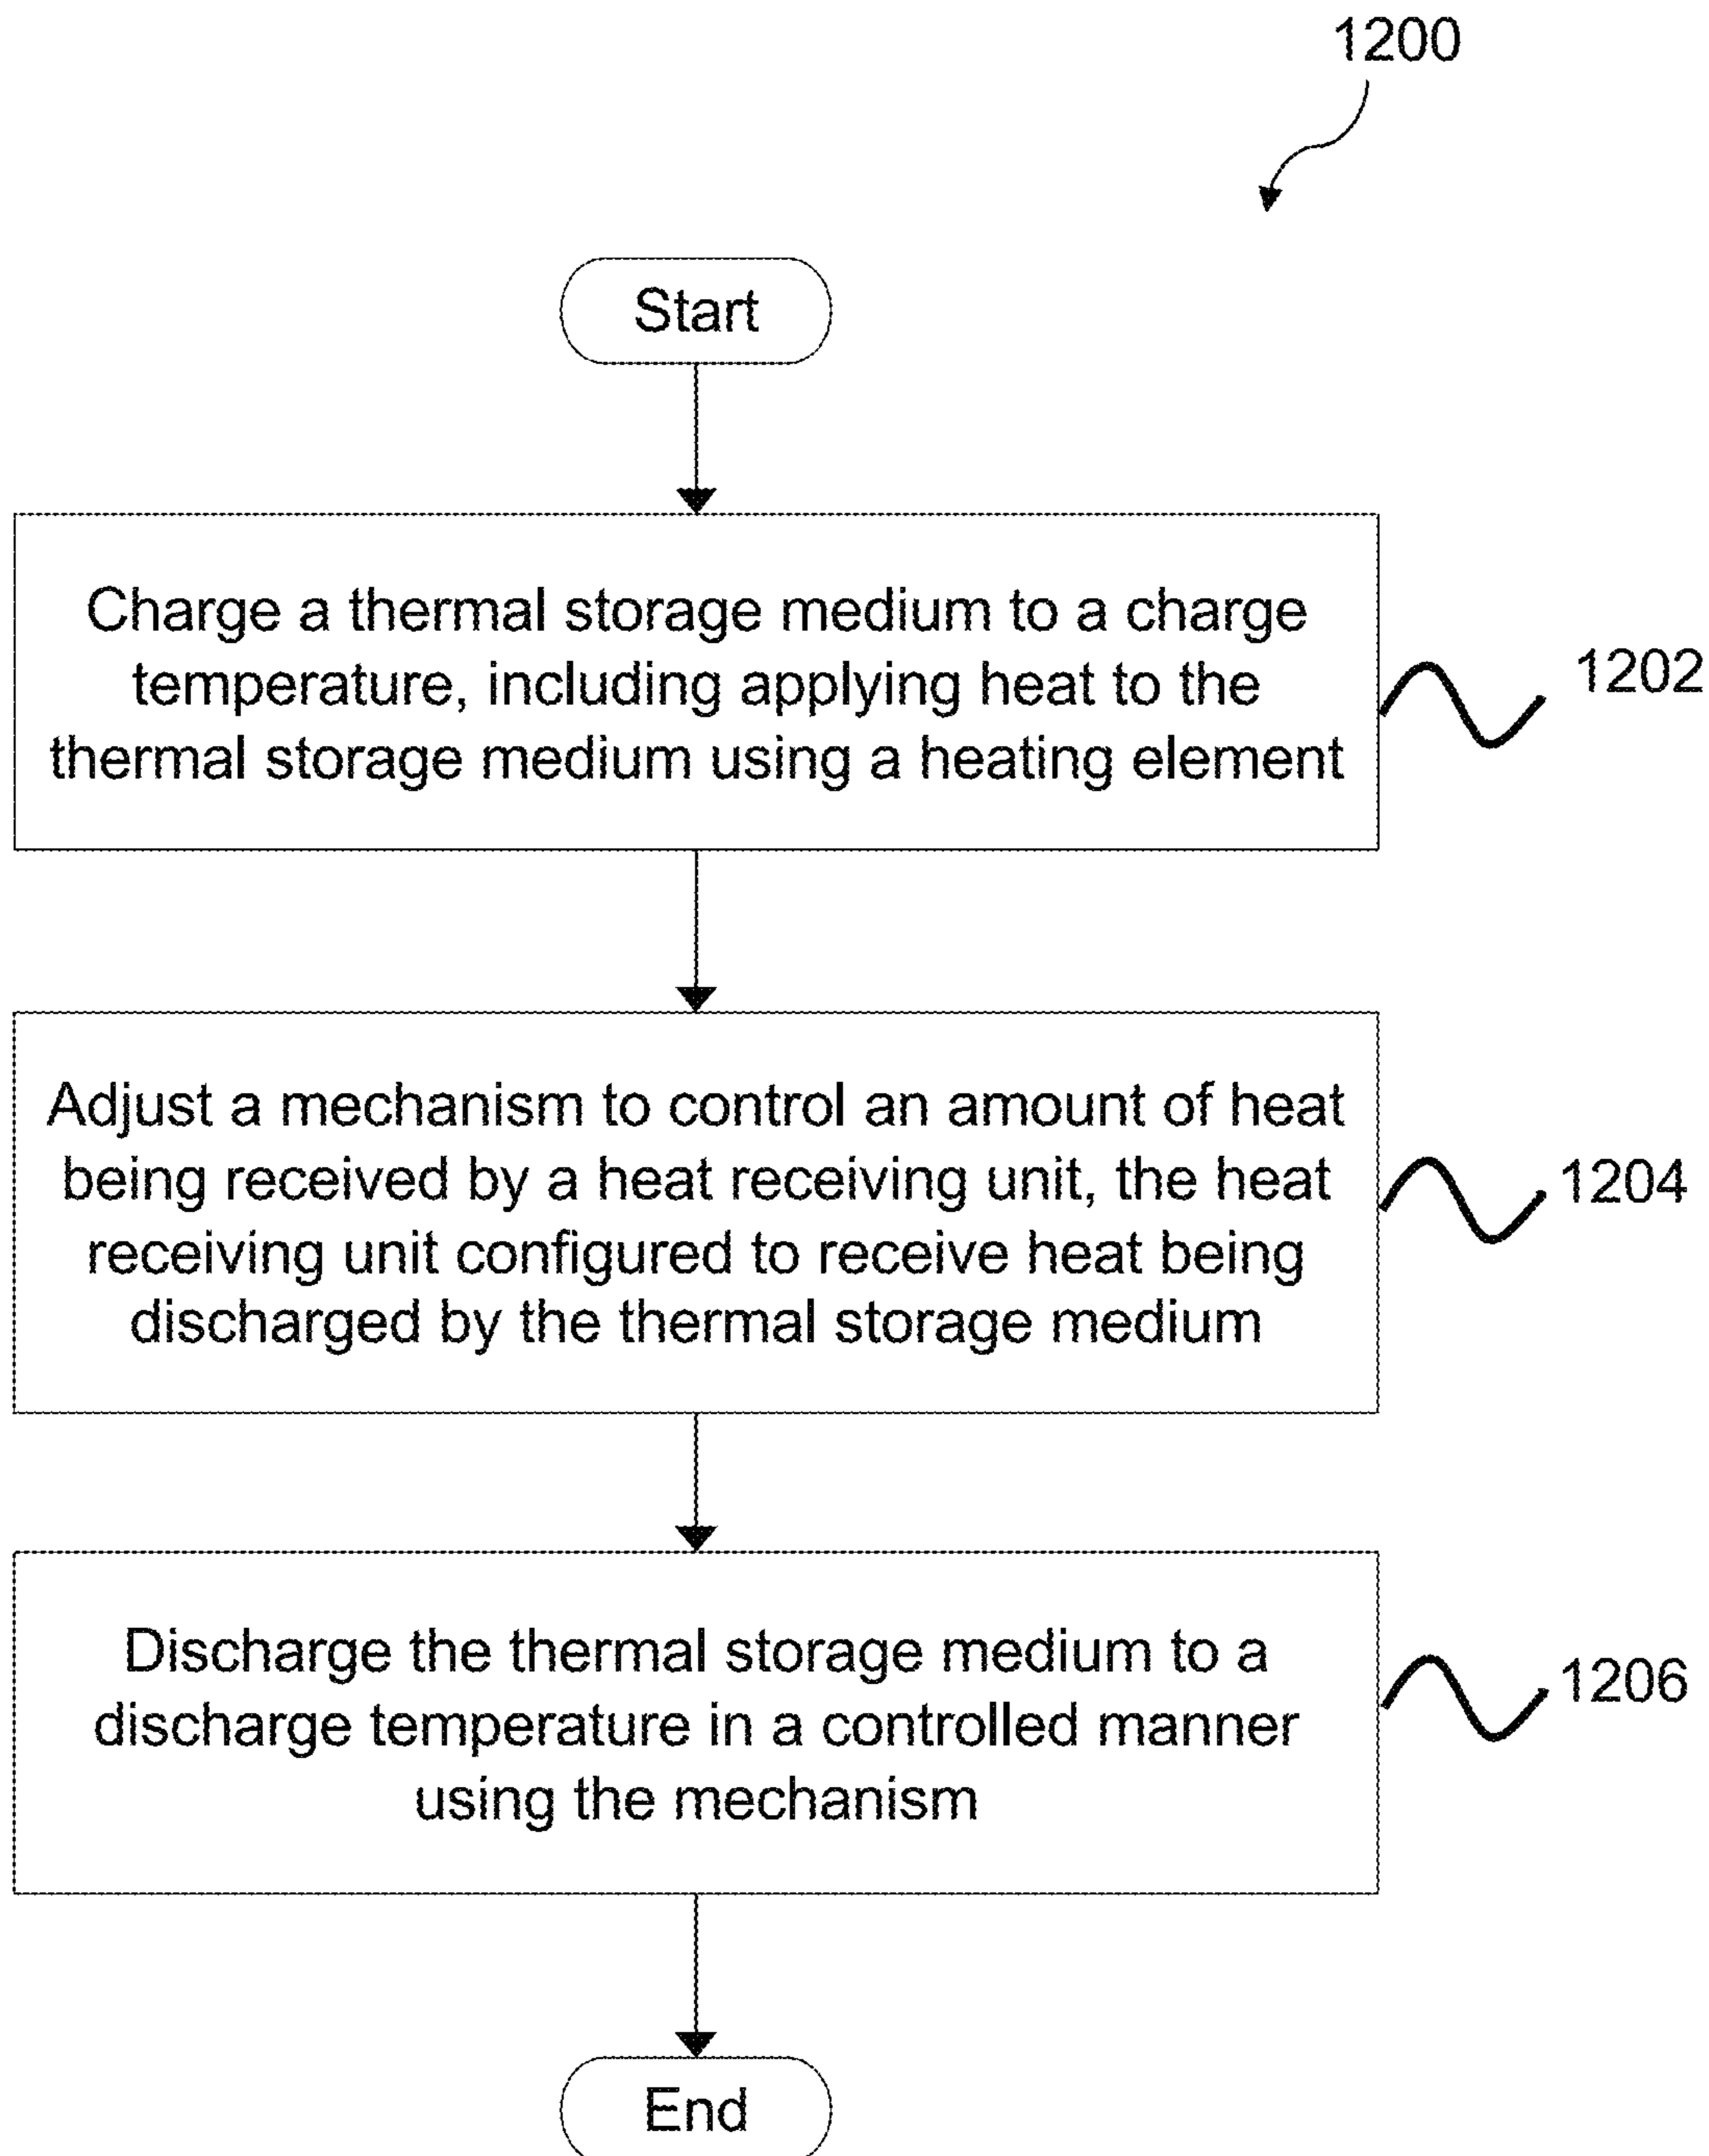 1200
Start
Charge a thermal storage medium to a charge
temperature, including applying heat to the
thermal storage medium using a heating element
1202
Adjust a mechanism to control an amount of heat
being received by a heat receiving unit, the heat
receiving unit configured to receive heat being
discharged by the thermal storage medium
1204
Discharge the thermal storage medium to a
discharge temperature in a controlled manner
using the mechanism
1206
End